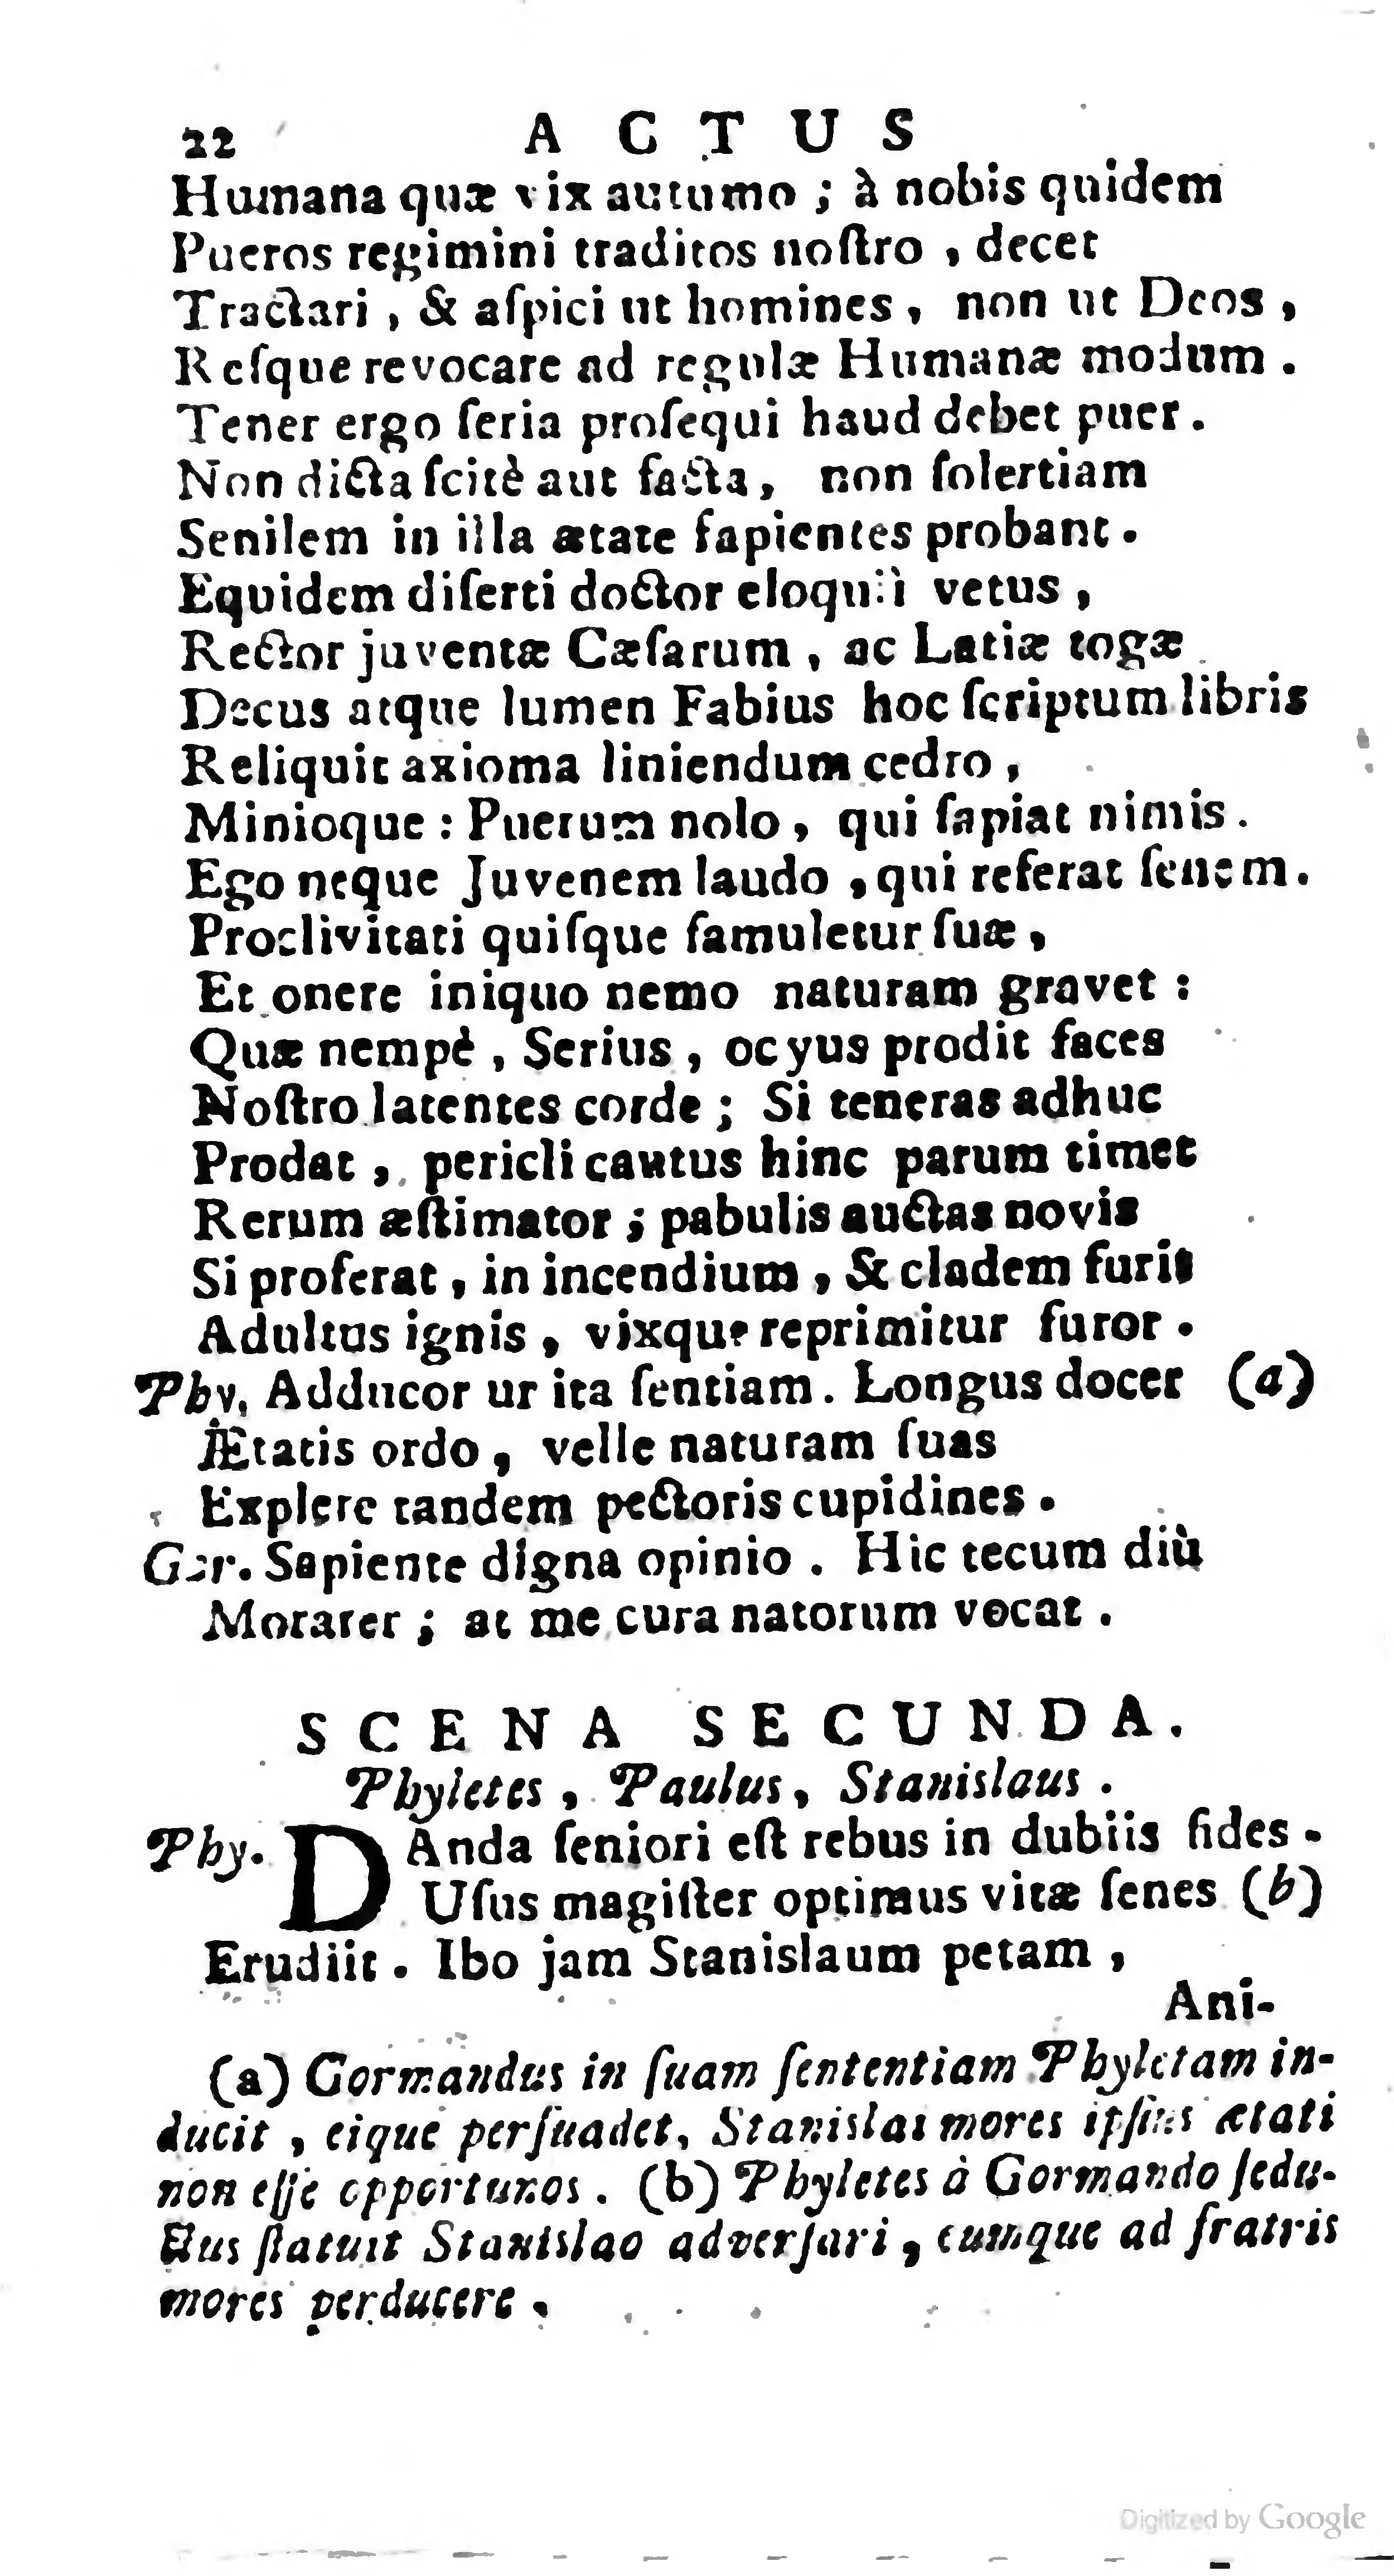 22 ACTUS
Humana quæ vix autumo ; à nobis quidem
Pueros regimini traditos noſtro , decet
Tractari , & aſpici ut homines , non ut Deos ,
Reſque revocare ad regulæ Humanæ modum .
Tener ergo ſeria proſequi haud debet puer .
Non dicta ſcitè aut facta , non ſolertiam
Senilem in illa ætate ſapientes probant .
Equidem diſerti doctor eloquii vetus ,
Rector juventæ Cæſarum , ac Latiæ togæ
Decus atque lumen Fabius hoc ſcriptum libris
Reliquit axioma liniendum cedro ,
Minioque : Puerum nolo , qui ſapiat nimis .
Ego neque Juvenem laudo , qui referat ſenem .
Proclivitati quiſque famuletur ſuæ ,
Et onere iniquo nemo naturam gravet :
Quæ nempè , Serius , ocyus prodit faces
Noſtro latentes corde ; Si teneras adhuc
Prodat , pericli cautus hinc parum timet
Rerum æſtimator ; pabulis auctas novis
Si proferat , in incendium , & cladem furit
Adultus ignis , vixque reprimitur furor .
Phy. Adducor ut ita ſentiam . Longus docet (a)
Ætatis ordo , velle naturam ſuas
Explere tandem pectoris cupidines .
Gor. Sapiente digna opinio . Hic tecum diù
Morarer ; at me cura natorum vocat .
SCENA SECUNDA.
Phyletes , Paulus , Stanislaus .
Phy. DAnda ſeniori eſt rebus in dubiis fides .
Uſus magiſter optimus vitæ ſenes (b)
Erudiit . Ibo jam Stanislaum petam ,
Ani-
(a) Gormandus in ſuam ſententiam Phyletam in-
ducit , eique perſuadet, Stanislai mores ipſius ætati
non eſſe opportunos . (b) Phyletes à Gormando ſedu-
ctus ſtatuit Stanislao adverſari , eumque ad fratris
mores perducere .
Digitized by Google